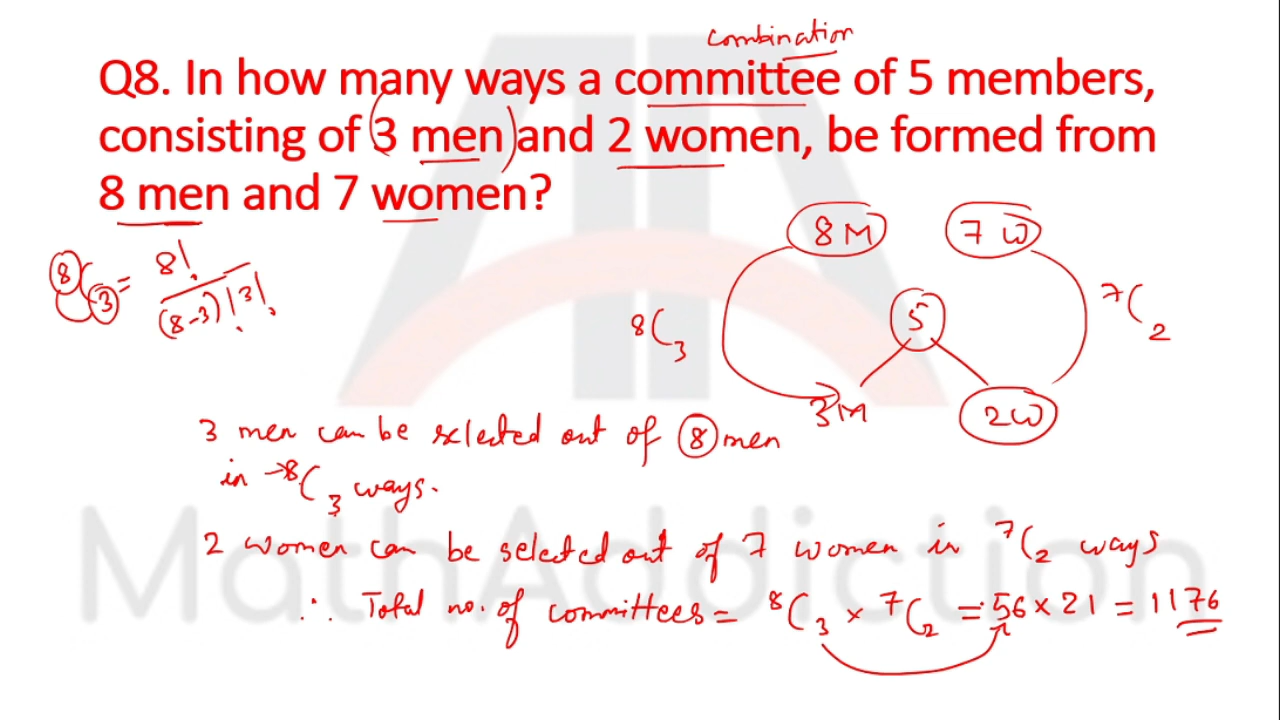 combination
Q8. In how many ways a committee of 5 members,
consisting of (3 men) and 2 women, be formed from
8 men and 7 women?
8M 7W
⁸C₃ = 8! / (8-3)! 3!
5
⁸C₃ ⁷C₂
3M 2W
3 men can be selected out of 8 men
in → ⁸C₃ ways.
2 women can be selected out of 7 women in ⁷C₂ ways
∴ Total no. of committees = ⁸C₃ × ⁷C₂ = 56 × 21 = 1176
MathAddiction